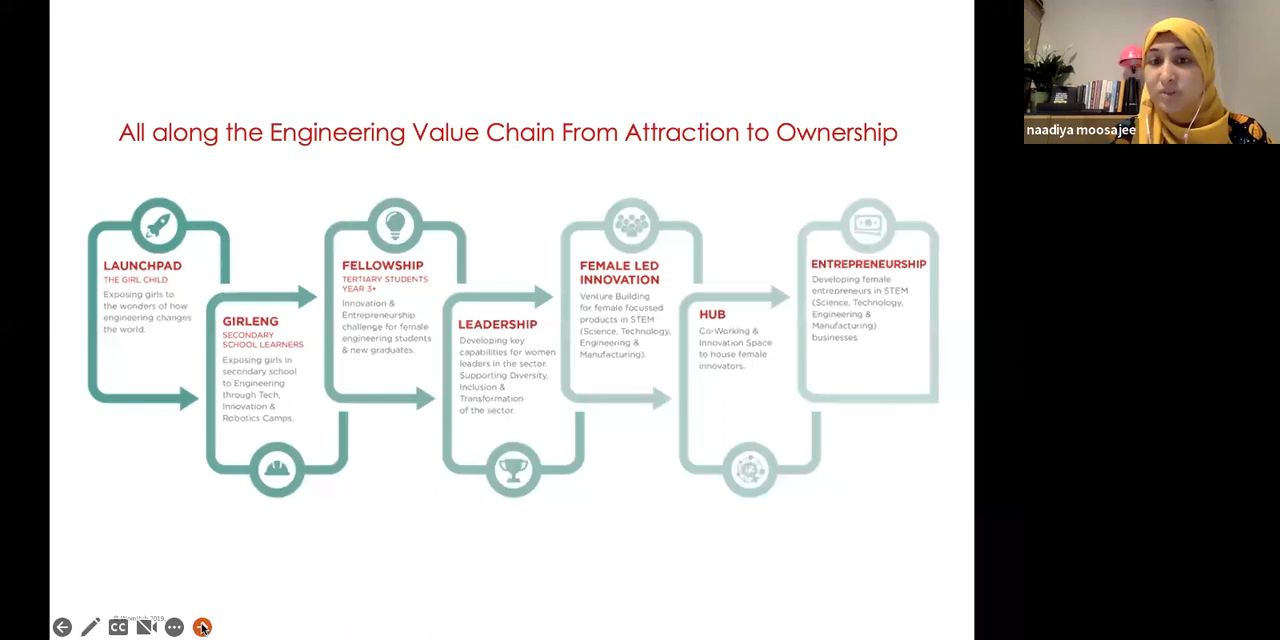 All along the Engineering Value Chain From Attraction to Ownership
LAUNCHPAD
THE GIRL CHILD
Exposing girls to
the wonders of how
engineering changes
the world.
GIRLENG
SECONDARY
SCHOOL LEARNERS
Exposing girls in
secondary school
to Engineering
through Tech,
Innovation &
Robotics Camps.
FELLOWSHIP
TERTIARY STUDENTS
YEAR 3+
Innovation &
Entrepreneurship
challenge for female
engineering students
& new graduates.
LEADERSHIP
Developing key
capabilities for women
leaders in the sector.
Supporting Diversity,
Inclusion &
Transformation
of the sector.
FEMALE LED
INNOVATION
Venture Building
for female focussed
products in STEM
(Science, Technology,
Engineering &
Manufacturing).
HUB
Co-Working &
Innovation Space
to house female
innovators.
ENTREPRENEURSHIP
Developing female
entrepreneurs in STEM
(Science, Technology,
Engineering &
Manufacturing)
businesses
naadiya moosajee
CC
2019.